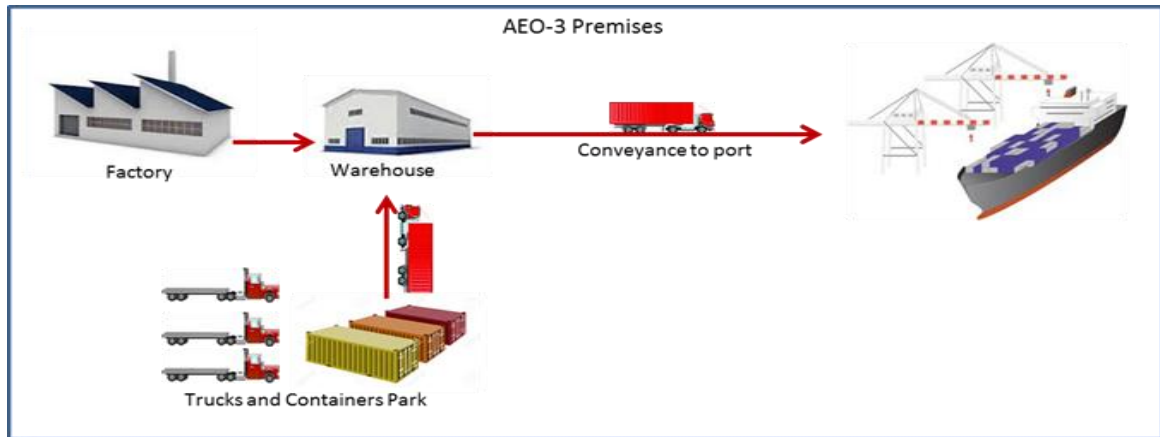 AEO-3 Premises
Factory
Warehouse
Conveyance to port
Trucks and Containers Park